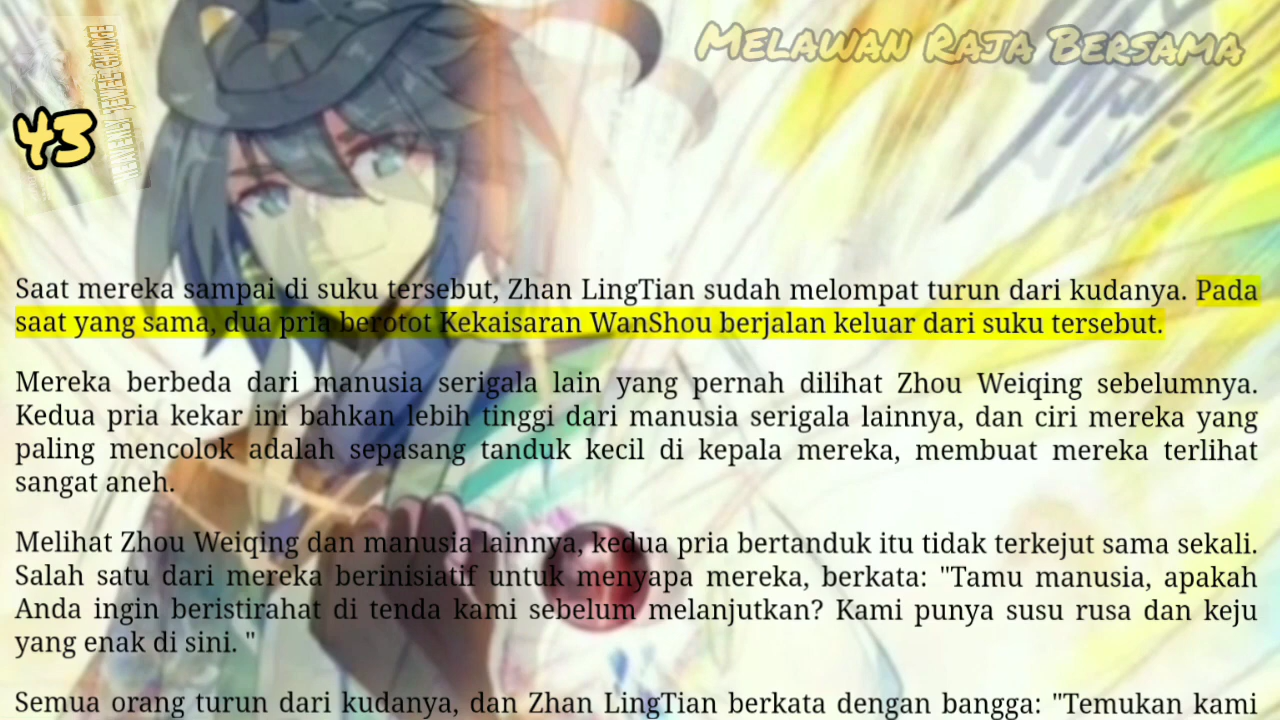 Melawan Raja Bersama
HEAVENLY JEWEL CHANGE
43
Saat mereka sampai di suku tersebut, Zhan LingTian sudah melompat turun dari kudanya. Pada
saat yang sama, dua pria berotot Kekaisaran WanShou berjalan keluar dari suku tersebut.
Mereka berbeda dari manusia serigala lain yang pernah dilihat Zhou Weiqing sebelumnya.
Kedua pria kekar ini bahkan lebih tinggi dari manusia serigala lainnya, dan ciri mereka yang
paling mencolok adalah sepasang tanduk kecil di kepala mereka, membuat mereka terlihat
sangat aneh.
Melihat Zhou Weiqing dan manusia lainnya, kedua pria bertanduk itu tidak terkejut sama sekali.
Salah satu dari mereka berinisiatif untuk menyapa mereka, berkata: "Tamu manusia, apakah
Anda ingin beristirahat di tenda kami sebelum melanjutkan? Kami punya susu rusa dan keju
yang enak di sini. "
Semua orang turun dari kudanya, dan Zhan LingTian berkata dengan bangga: "Temukan kami